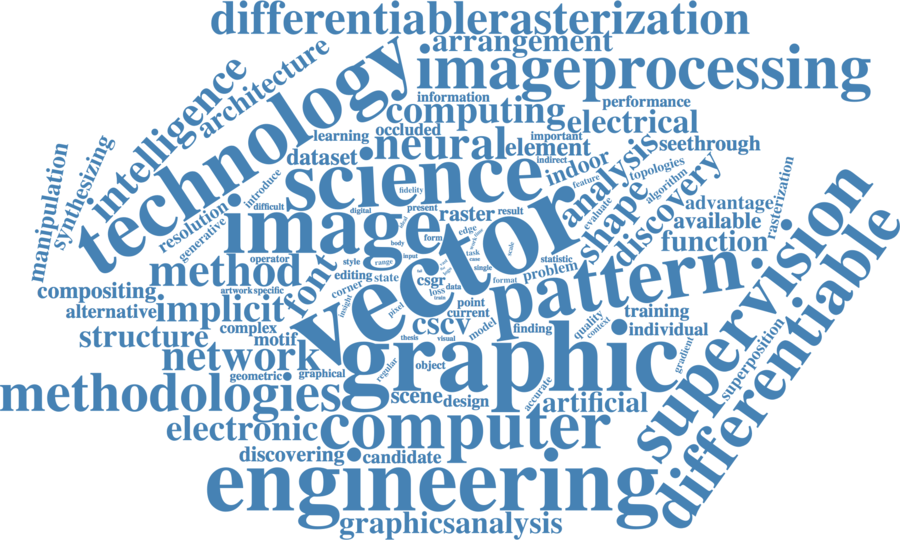 differentiablerasterization
arrangement
imageprocessing
intelligence
architecture
technology
information
computing
performance
electrical
learning
occluded
neural
important
element
seethrough
manipulation
synthesizing
dataset
science
indirect
indoor
analysis
feature
topologies
introduce
fidelity
evaluate
shape
algorithm
discovery
rasterization
resolution
generative
difficult
digital
present
raster
result
advantage
available
image
form
edge
function
body
input
task
operator
style
range
statistic
method
font
editing
state
csgr
single
problem
supervision
compositing
artwork
specific
corner
loss
data
format
vector
pattern
differentiable
alternative
implicit
insight
pixel
train
point
current
training
structure
complex
motif
thesis
cscv
visual
model
finding
quality
context
individual
network
graphic
gradient
superposition
geometric
graphical
regular
object
methodologies
scene
design
accurate
artificial
electronic
computer
discovering
candidate
engineering
graphicsanalysis